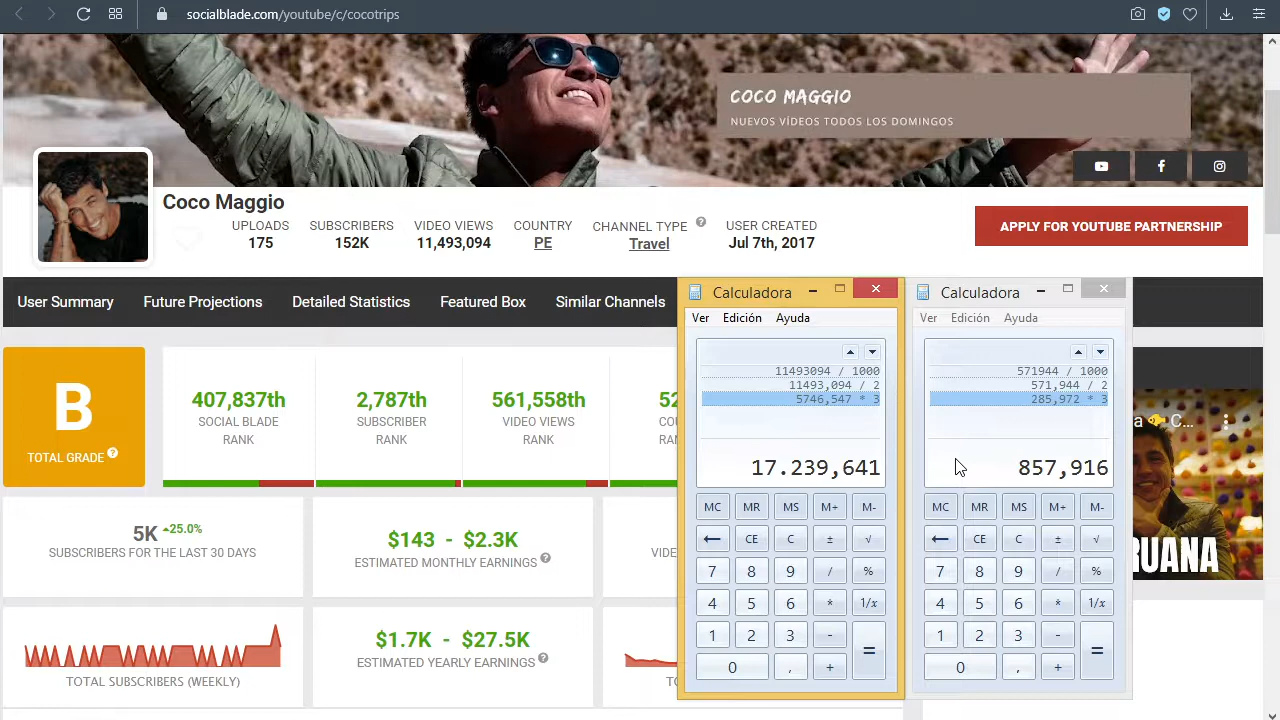 socialblade.com/youtube/c/cocotrips
COCO MAGGIO
NUEVOS VÍDEOS TODOS LOS DOMINGOS
Coco Maggio
UPLOADS
175
SUBSCRIBERS
152K
VIDEO VIEWS
11,493,094
COUNTRY
PE
CHANNEL TYPE
Travel
USER CREATED
Jul 7th, 2017
APPLY FOR YOUTUBE PARTNERSHIP
User Summary
Future Projections
Detailed Statistics
Featured Box
Similar Channels
B
TOTAL GRADE
407,837th
SOCIAL BLADE
RANK
2,787th
SUBSCRIBER
RANK
561,558th
VIDEO VIEWS
RANK
RANK
5K 25.0%
SUBSCRIBERS FOR THE LAST 30 DAYS
$143 - $2.3K
ESTIMATED MONTHLY EARNINGS
TOTAL SUBSCRIBERS (WEEKLY)
$1.7K - $27.5K
ESTIMATED YEARLY EARNINGS
Calculadora
Ver Edición Ayuda
11493094 / 1000
11493,094 / 2
5746,547 * 3
17.239,641
MC MR MS M+ M-
← CE C ± √
7 8 9 / %
4 5 6 * 1/x
1 2 3 - =
0 , +
Calculadora
Ver Edición Ayuda
571944 / 1000
571,944 / 2
285,972 * 3
857,916
MC MR MS M+ M-
← CE C ± √
7 8 9 / %
4 5 6 * 1/x
1 2 3 - =
0 , +